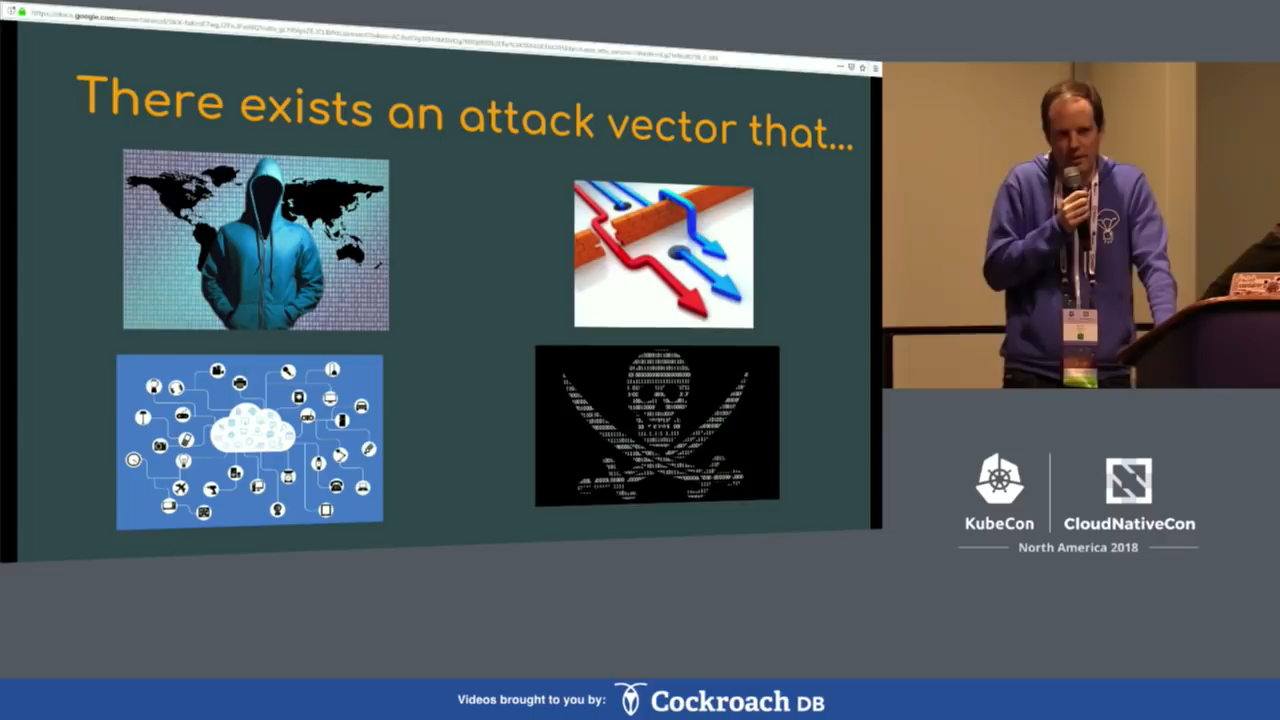 There exists an attack vector that...
KubeCon
CloudNativeCon
North America 2018
Videos brought to you by:
Cockroach DB